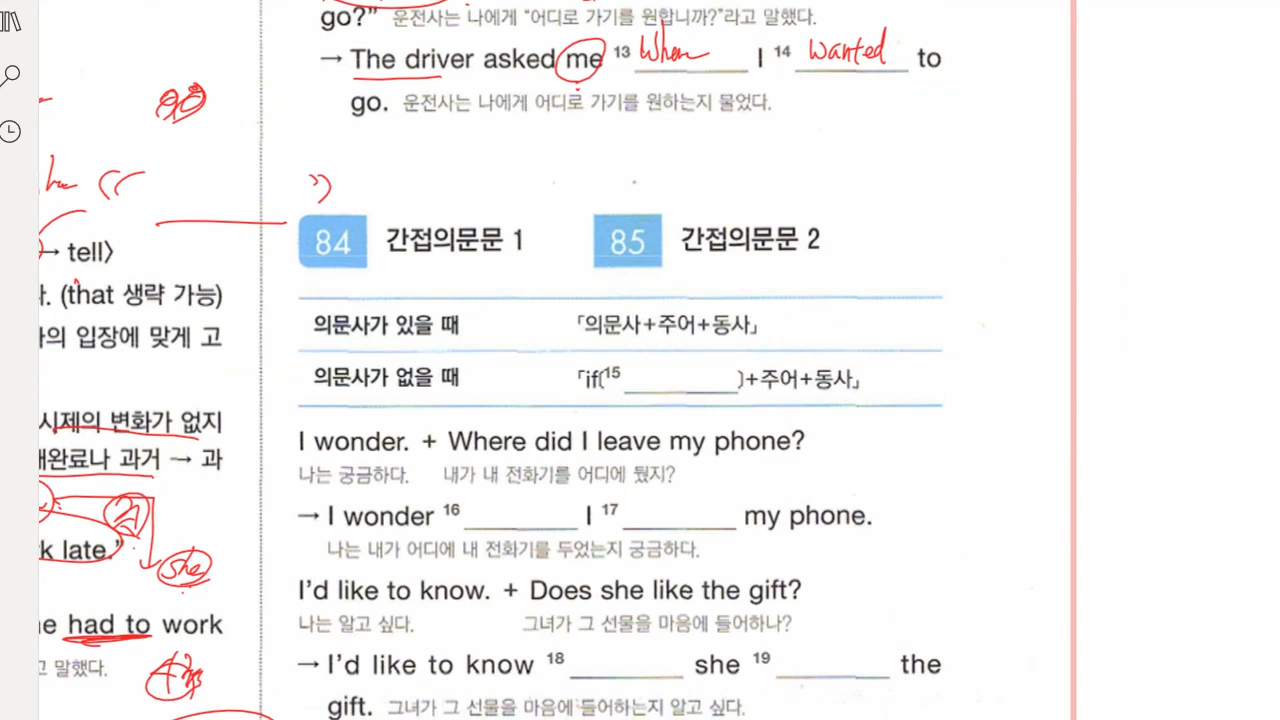 go?" 운전사는 나에게 "어디로 가기를 원합니까?"라고 말했다.
→ The driver asked me 13 When I 14 wanted to
go. 운전사는 나에게 어디로 가기를 원하는지 물었다.
→ tell〉
(that 생략 가능)
의 입장에 맞게 고
시제의 변화가 없지
완료나 과거 → 과
k late."
she
had to work
고 말했다.
84 간접의문문 1 85 간접의문문 2
의문사가 있을 때 「의문사+주어+동사」
의문사가 없을 때 「if(15 ________)+주어+동사」
I wonder. + Where did I leave my phone?
나는 궁금하다. 내가 내 전화기를 어디에 뒀지?
→ I wonder 16 ________ I 17 ________ my phone.
나는 내가 어디에 내 전화기를 두었는지 궁금하다.
I'd like to know. + Does she like the gift?
나는 알고 싶다. 그녀가 그 선물을 마음에 들어하나?
→ I'd like to know 18 ________ she 19 ________ the
gift. 그녀가 그 선물을 마음에 들어하는지 알고 싶다.